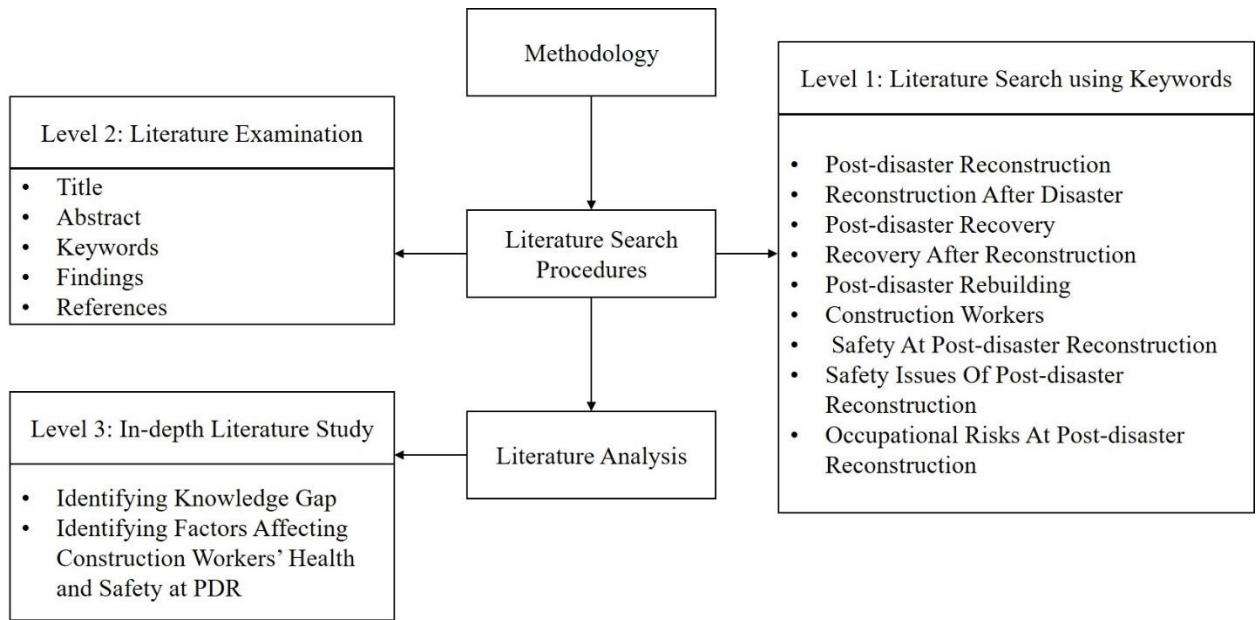 Methodology
Level 1: Literature Search using Keywords
• Post-disaster Reconstruction
• Reconstruction After Disaster
• Post-disaster Recovery
• Recovery After Reconstruction
• Post-disaster Rebuilding
• Construction Workers
• Safety At Post-disaster Reconstruction
• Safety Issues Of Post-disaster
Reconstruction
• Occupational Risks At Post-disaster
Reconstruction
Level 2: Literature Examination
• Title
• Abstract
• Keywords
• Findings
• References
Literature Search
Procedures
Level 3: In-depth Literature Study
• Identifying Knowledge Gap
• Identifying Factors Affecting
Construction Workers’ Health
and Safety at PDR
Literature Analysis